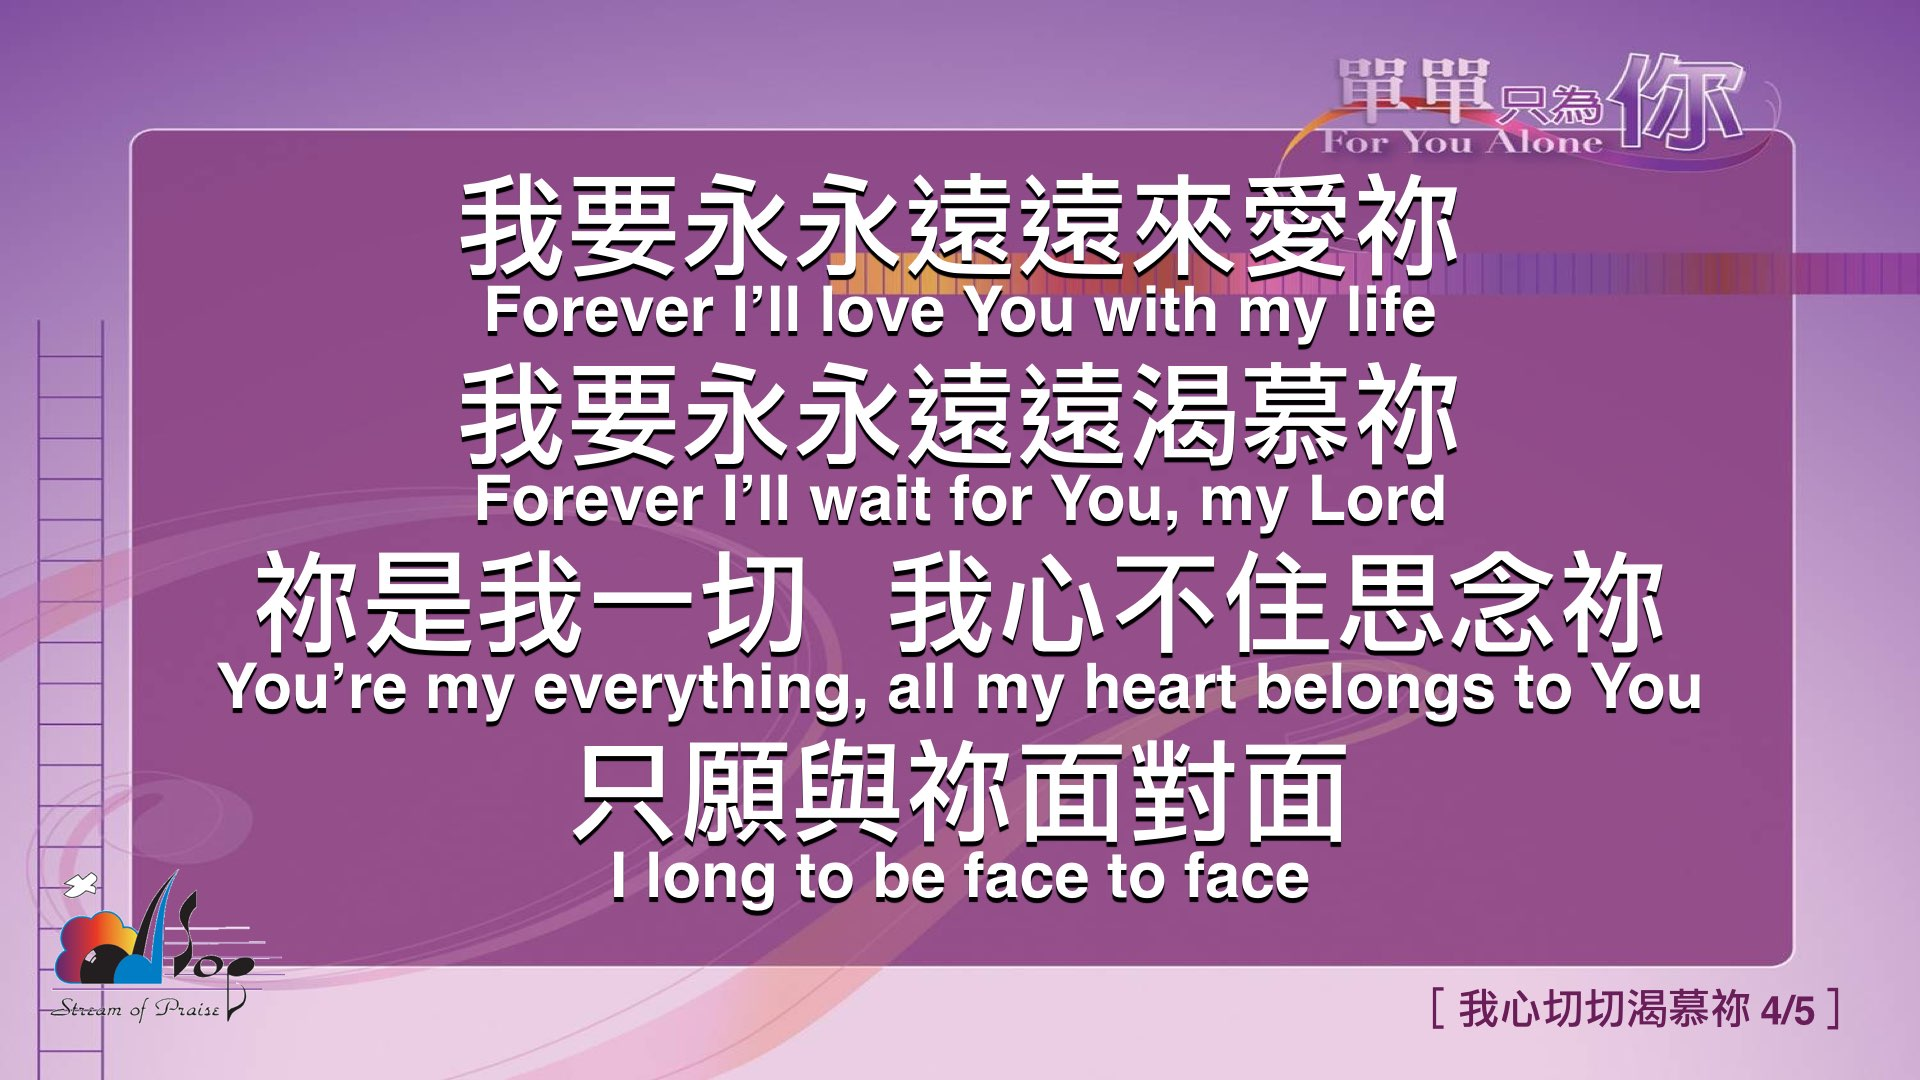 單單只為你
For You Alone
我要永永遠遠來愛祢
Forever I’ll love You with my life
我要永永遠遠渴慕祢
Forever I’ll wait for You, my Lord
祢是我一切 我心不住思念祢
You’re my everything, all my heart belongs to You
只願與祢面對面
I long to be face to face
Sop
Stream of Praise
[ 我心切切渴慕祢 4/5 ]